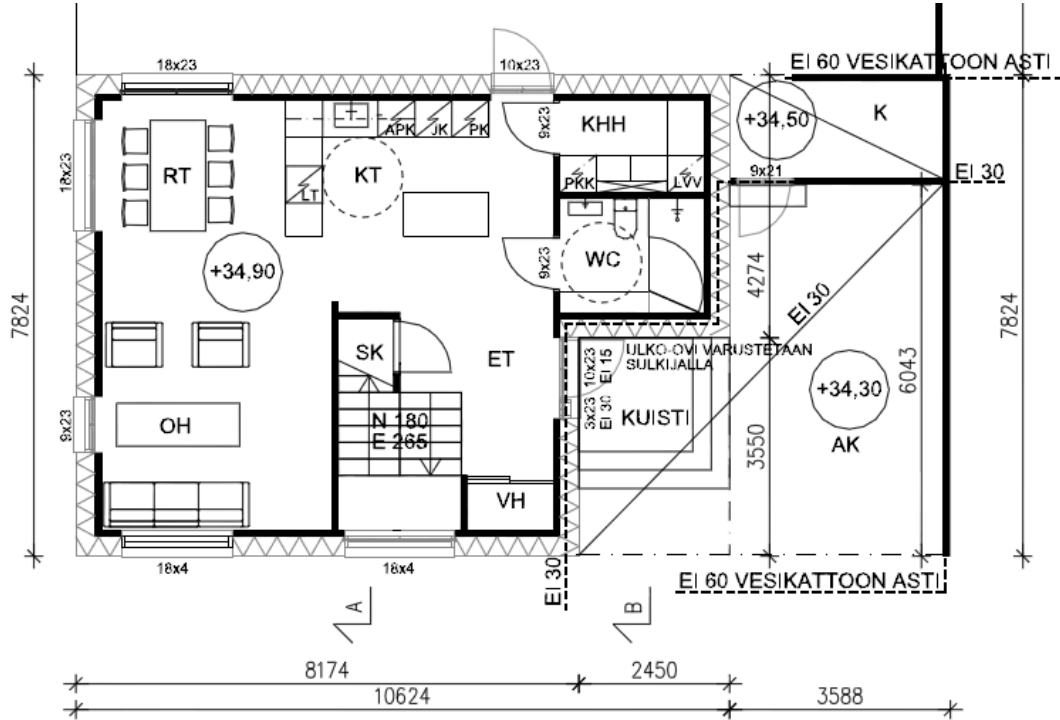 EI 60 VESIKATTOON ASTI
18x23
10x23
APK
JK
PK
9x23
KHH
+34,50
K
18x23
RT
LT
KT
PKK
LVV
9x21
EI 30
+34,90
9x23
WC
4274
EI 30
7824
7824
SK
ET
10x23
EI 15
ULKO-OVI VARUSTETAAN
SULKIJALLA
3x23
EI 30
KUISTI
+34,30
6043
AK
9x23
OH
N 180
E 265
3550
VH
18x4
18x4
EI 30
EI 60 VESIKATTOON ASTI
A
B
8174
2450
10624
3588